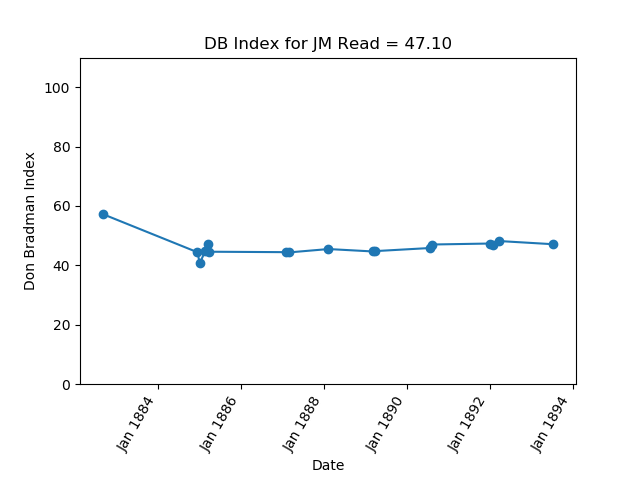 DB Index for JM Read = 47.10
100
80
60
40
20
0
Don Bradman Index
Jan 1884
Jan 1886
Jan 1888
Jan 1890
Jan 1892
Jan 1894
Date